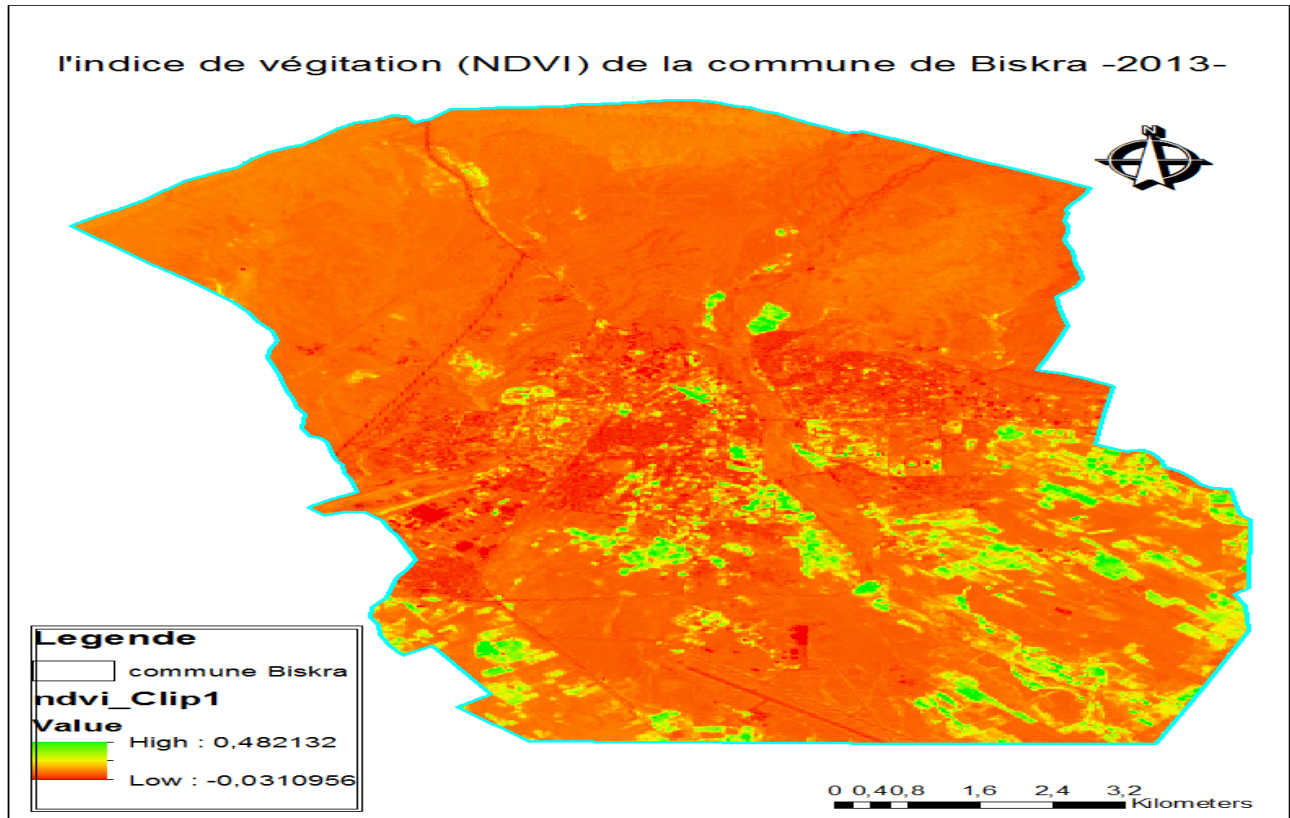 l'indice de végitation (NDVI) de la commune de Biskra -2013-
N
Legende
commune Biskra
ndvi_Clip1
Value
High : 0,482132
Low : -0,0310956
0 0,40,8 1,6 2,4 3,2
Kilometers